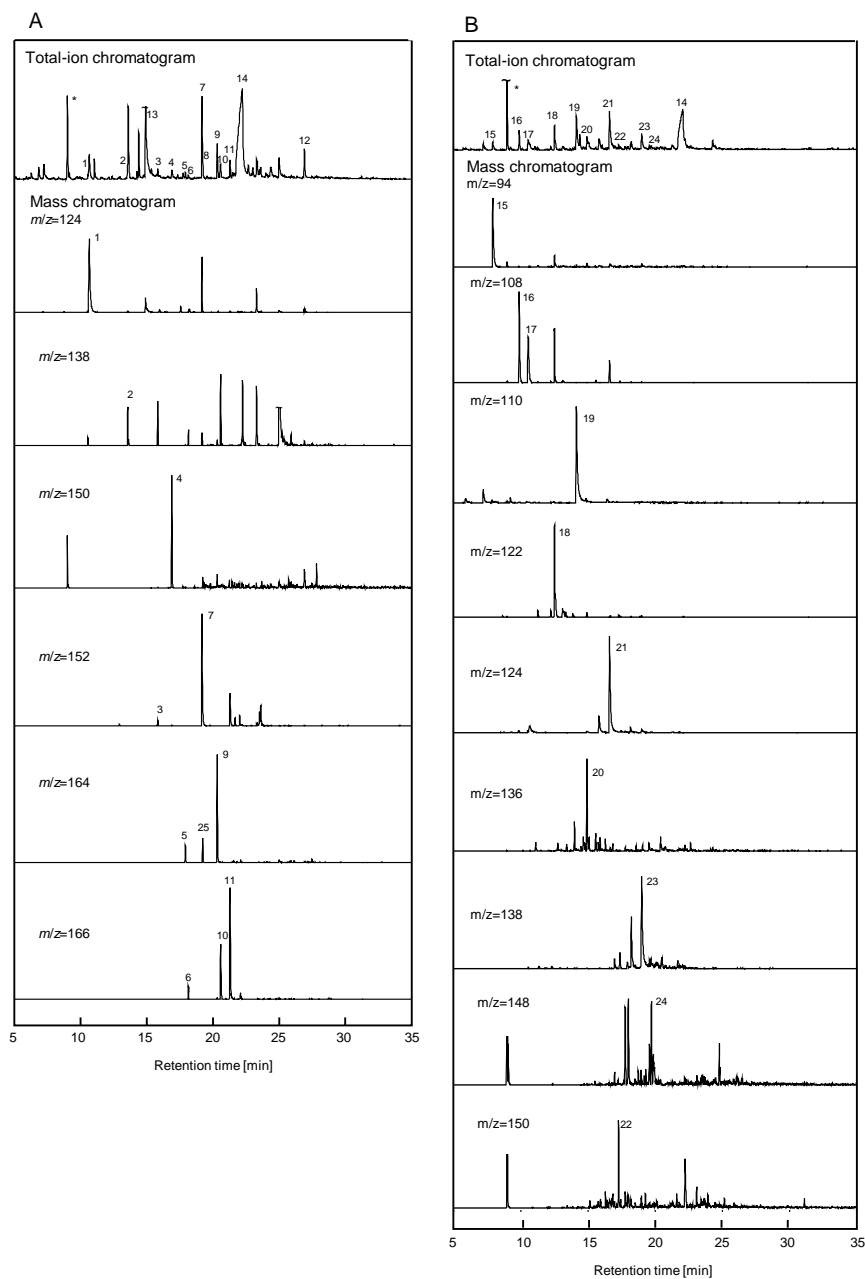 A
Total-ion chromatogram
14
7
13
*
9
12
11
1
2
3
4
5
6
8
10
Mass chromatogram
m/z=124
1
m/z=138
2
m/z=150
4
m/z=152
7
3
m/z=164
9
5
25
m/z=166
11
10
6
5
10
15
20
25
30
35
Retention time [min]
B
Total-ion chromatogram
*
14
21
19
18
16
15
17
20
22
23
24
Mass chromatogram
m/z=94
15
m/z=108
16
17
m/z=110
19
m/z=122
18
m/z=124
21
m/z=136
20
m/z=138
23
m/z=148
24
m/z=150
22
5
10
15
20
25
30
35
Retention time [min]